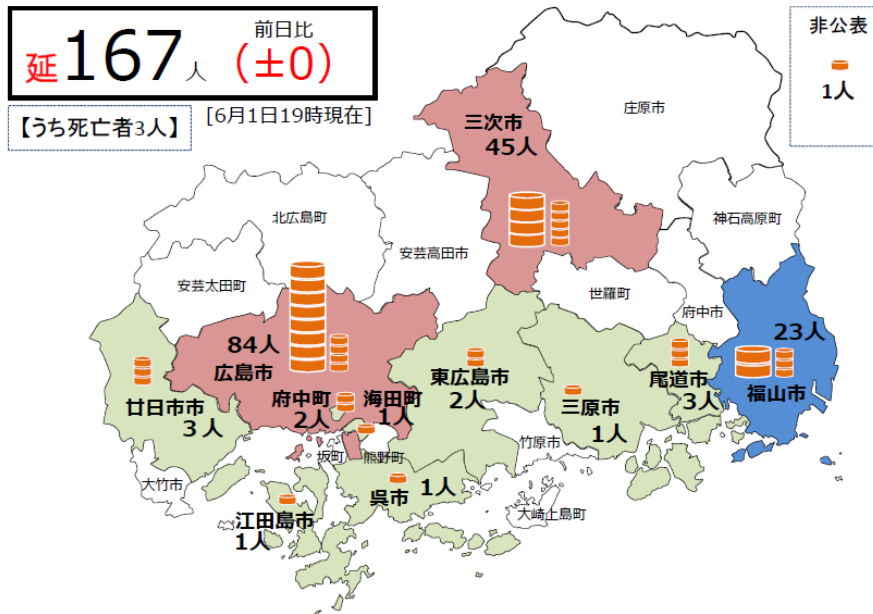 延167人
前日比
(±0)
【うち死亡者3人】
[6月1日19時現在]
非公表
1人
庄原市
三次市
45人
北広島町
神石高原町
安芸高田市
安芸太田町
世羅町
府中市
23人
福山市
84人
広島市
東広島市
2人
尾道市
3人
廿日市市
3人
府中町
2人
海田町
1人
三原市
1人
竹原市
坂町
熊野町
大竹市
呉市
1人
大崎上島町
江田島市
1人